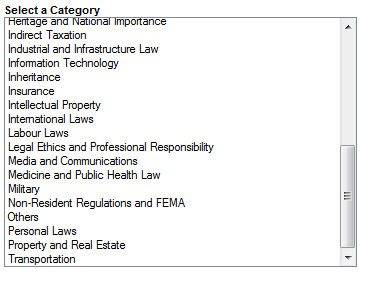 Select a Category
Heritage and National Importance
Indirect Taxation
Industrial and Infrastructure Law
Information Technology
Inheritance
Insurance
Intellectual Property
International Laws
Labour Laws
Legal Ethics and Professional Responsibility
Media and Communications
Medicine and Public Health Law
Military
Non-Resident Regulations and FEMA
Others
Personal Laws
Property and Real Estate
Transportation